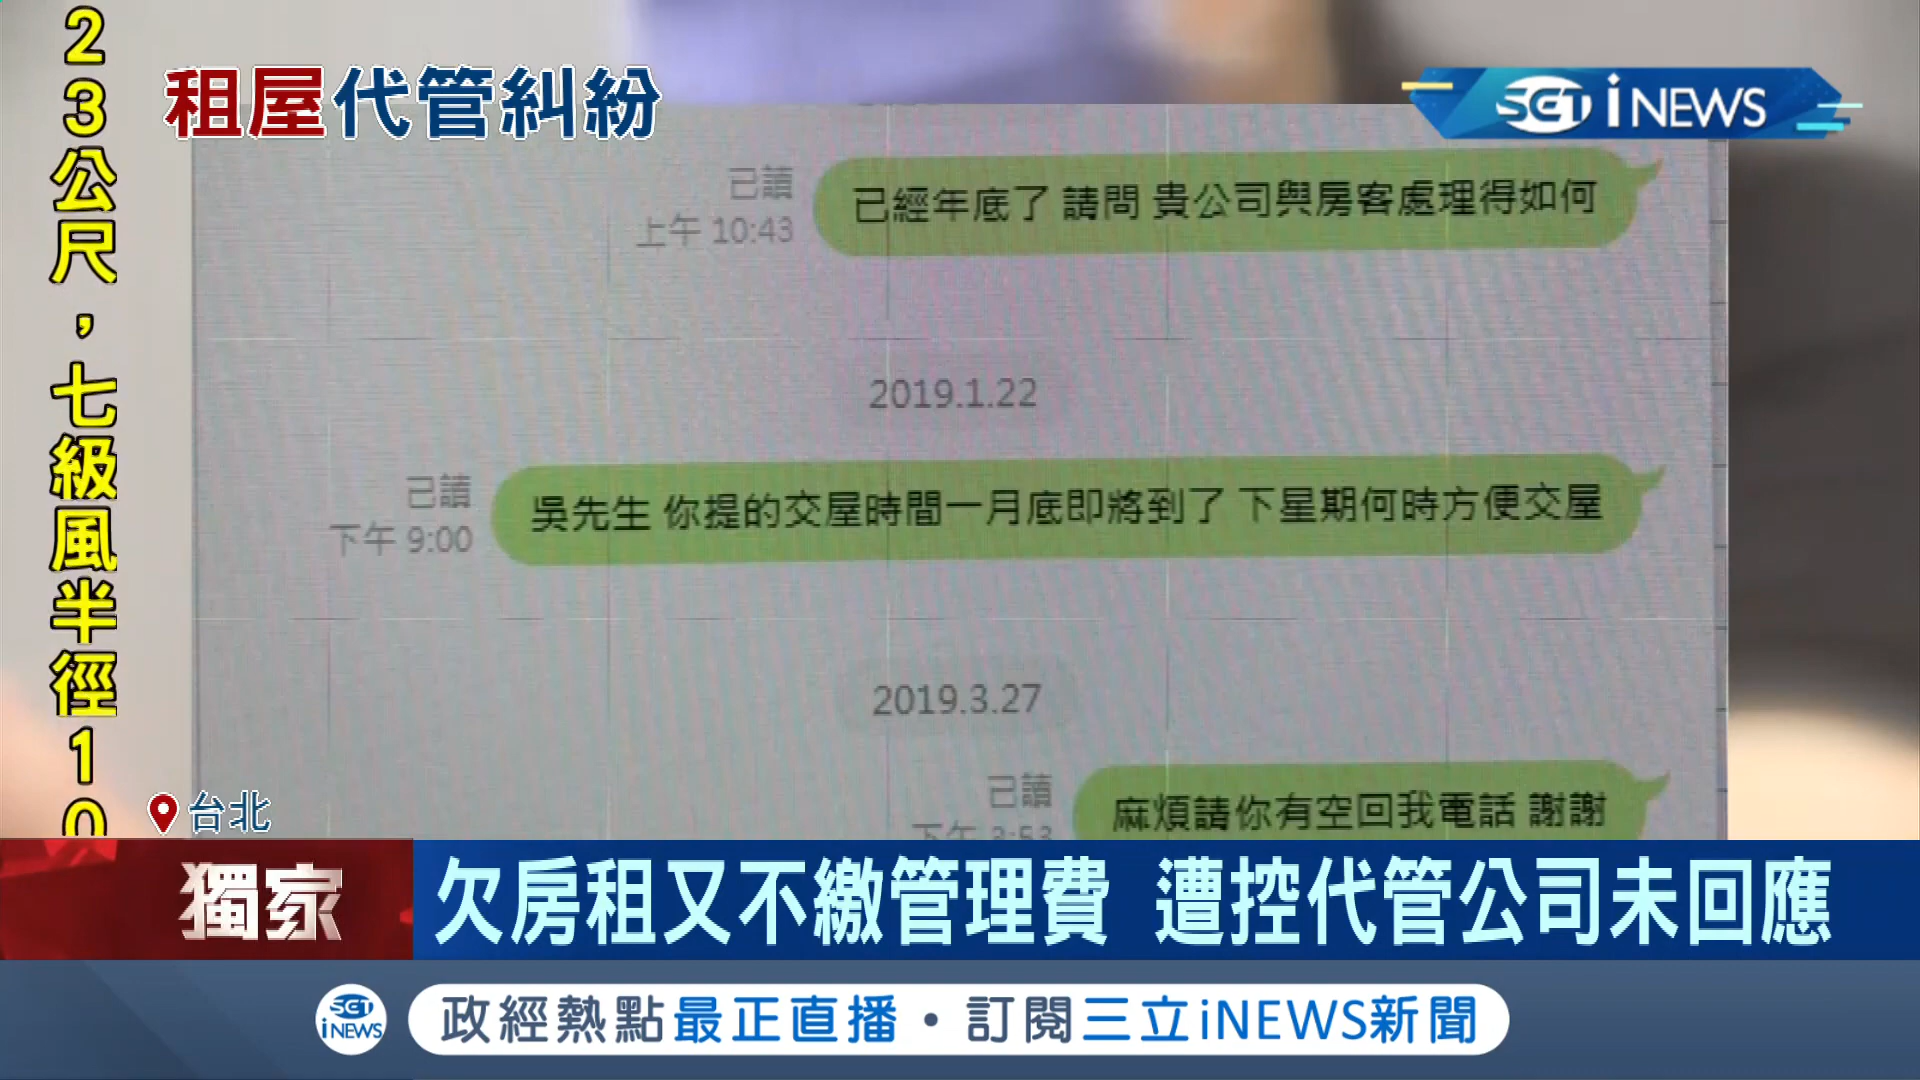 23公尺，七級風半徑10
租屋代管糾紛
SET iNEWS
已讀
上午 10:43
已經年底了 請問 貴公司與房客處理得如何
2019.1.22
已讀
下午 9:00
吳先生 你提的交屋時間一月底即將到了 下星期何時方便交屋
2019.3.27
已讀
下午 3:53
麻煩請你有空回我電話 謝謝
台北
獨家
欠房租又不繳管理費 遭控代管公司未回應
SET iNEWS
政經熱點最正直播・訂閱三立iNEWS新聞